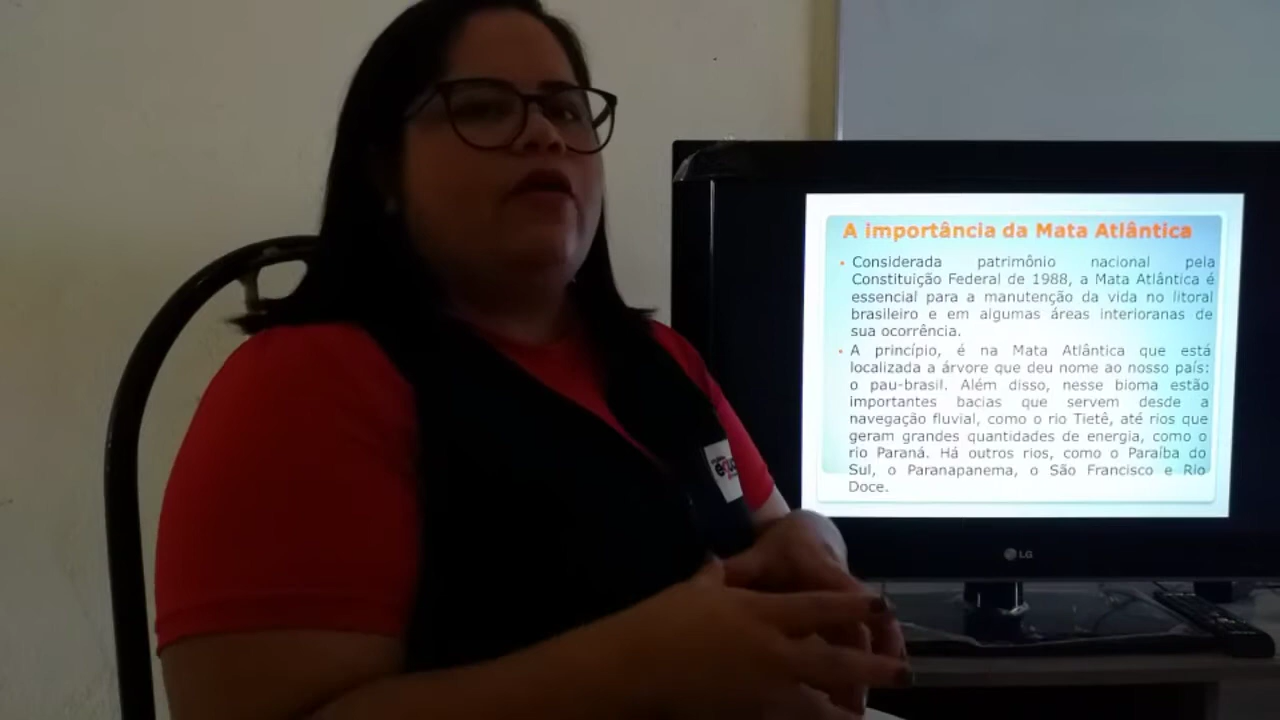 A importância da Mata Atlântica
• Considerada patrimônio nacional pela
Constituição Federal de 1988, a Mata Atlântica é
essencial para a manutenção da vida no litoral
brasileiro e em algumas áreas interioranas de
sua ocorrência.
• A princípio, é na Mata Atlântica que está
localizada a árvore que deu nome ao nosso país:
o pau-brasil. Além disso, nesse bioma estão
importantes bacias que servem desde a
navegação fluvial, como o rio Tietê, até rios que
geram grandes quantidades de energia, como o
rio Paraná. Há outros rios, como o Paraíba do
Sul, o Paranapanema, o São Francisco e Rio
Doce.
LG